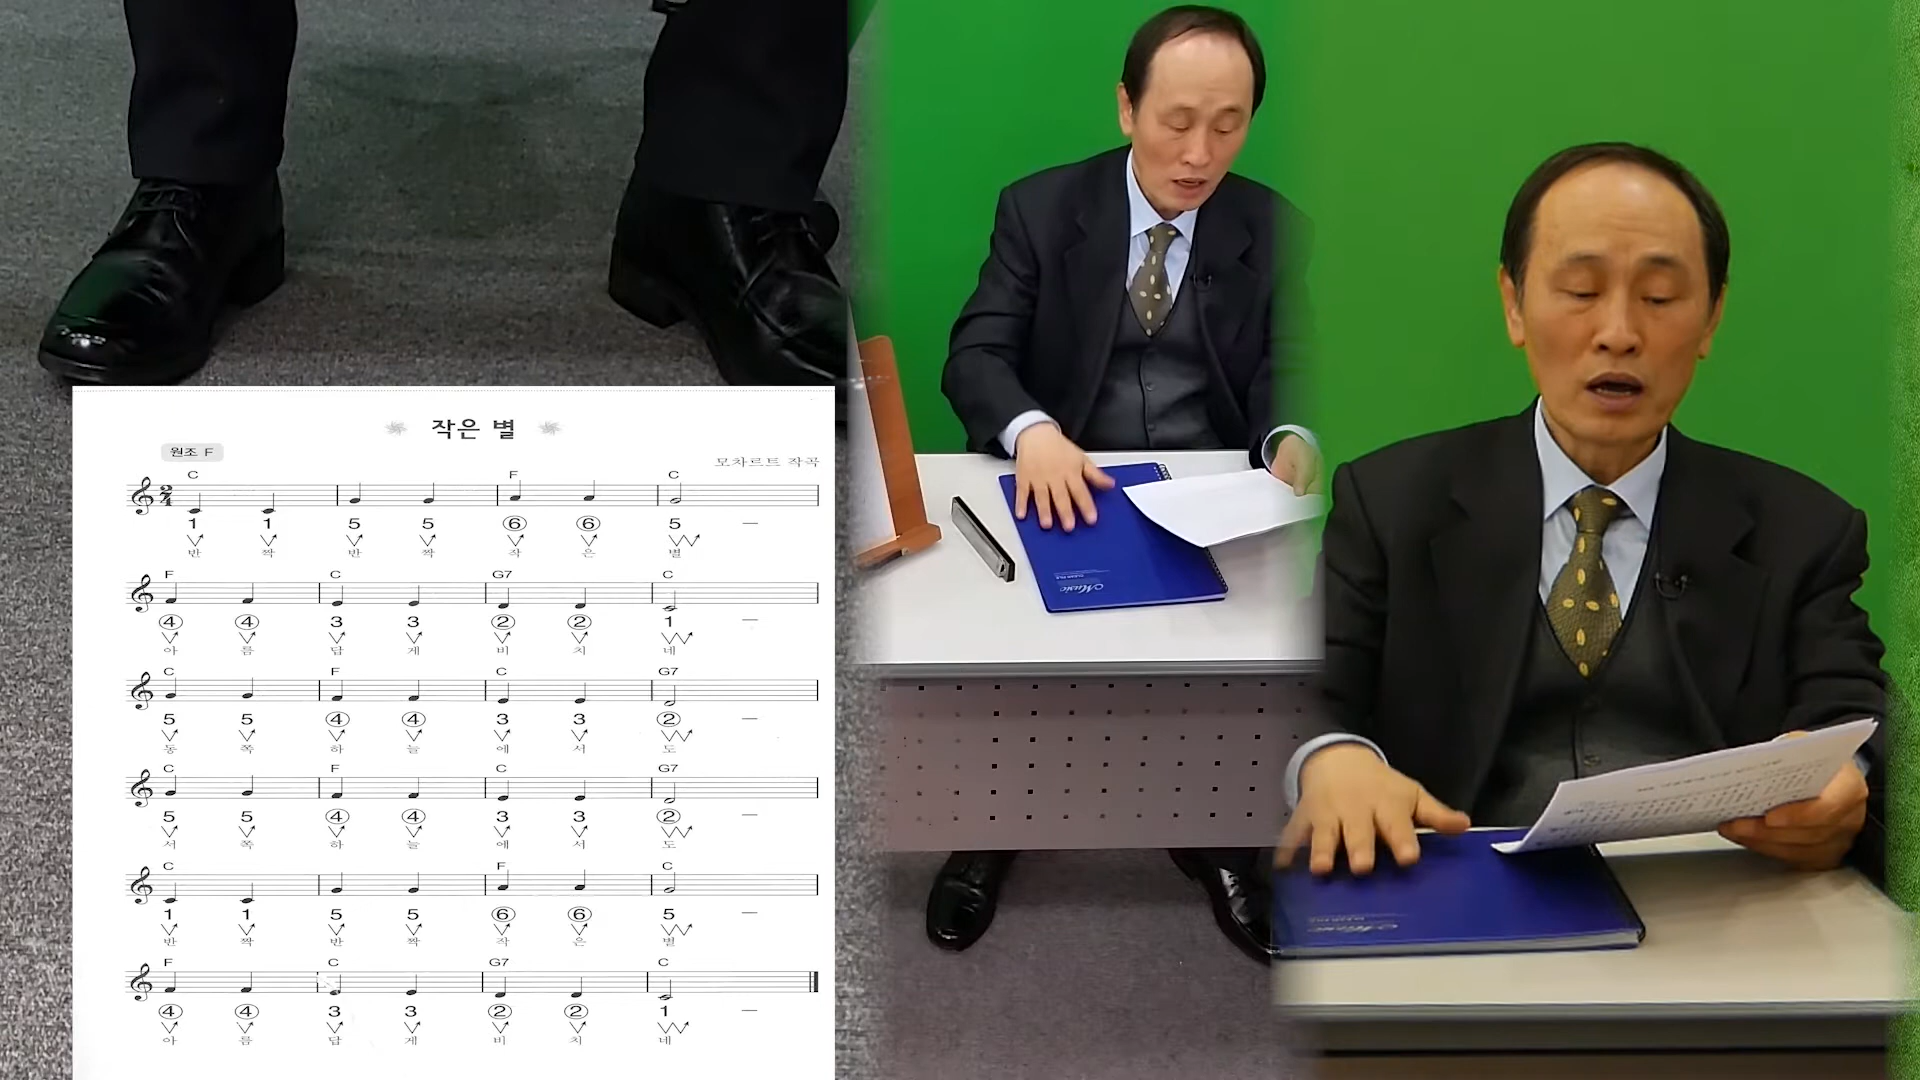 작은 별
원조 F
모차르트 작곡
C F C
2/4
1 1 5 5 ⑥ ⑥ 5 —
반 짝 반 짝 작 은 별
F C G7 C
④ ④ 3 3 ② ② 1 —
아 름 답 게 비 치 네
C F C G7
5 5 ④ ④ 3 3 ② —
동 쪽 하 늘 에 서 도
C F C G7
5 5 ④ ④ 3 3 ② —
서 쪽 하 늘 에 서 도
C F C
1 1 5 5 ⑥ ⑥ 5 —
반 짝 반 짝 작 은 별
F C G7 C
④ ④ 3 3 ② ② 1 —
아 름 답 게 비 치 네
Music
CLEAR FILE